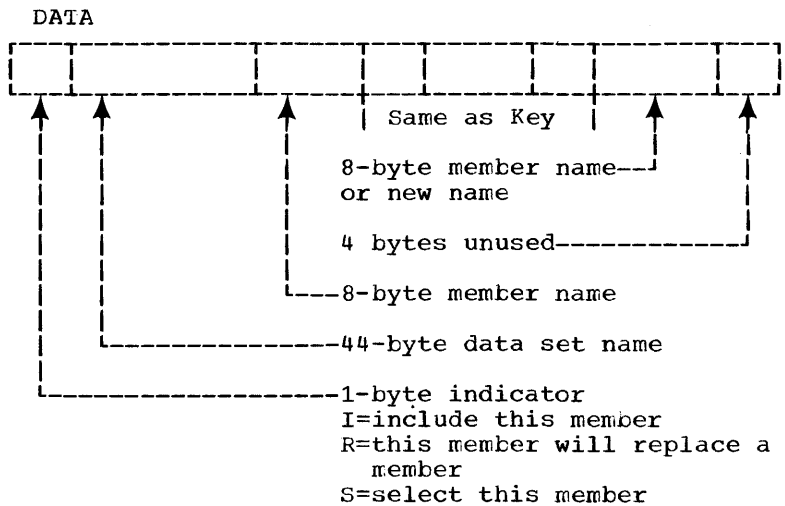 DATA
Same as Key
8-byte member name
or new name
4 bytes unused
8-byte member name
44-byte data set name
1-byte indicator
I=include this member
R=this member will replace a
member
S=select this member